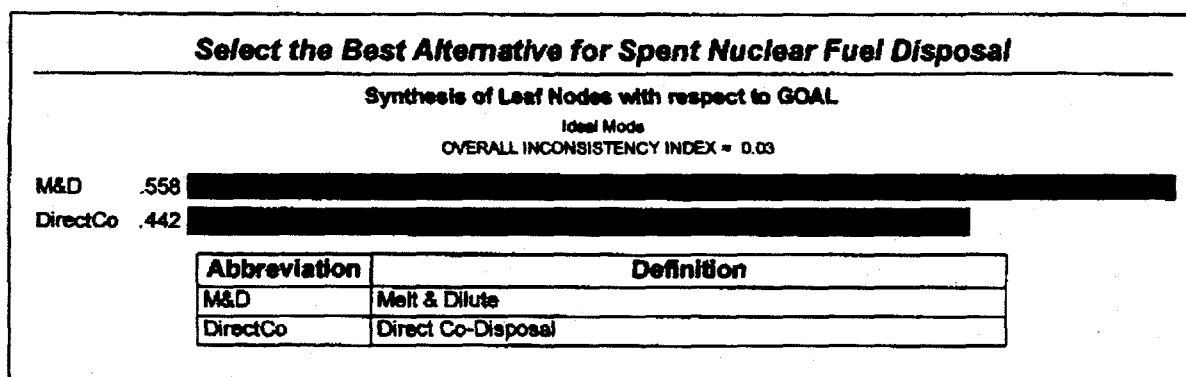 Select the Best Alternative for Spent Nuclear Fuel Disposal
Synthesis of Leaf Nodes with respect to GOAL
Ideal Mode
OVERALL INCONSISTENCY INDEX = 0.03
M&D .558
DirectCo .442
Abbreviation Definition
M&D Melt & Dilute
DirectCo Direct Co-Disposal